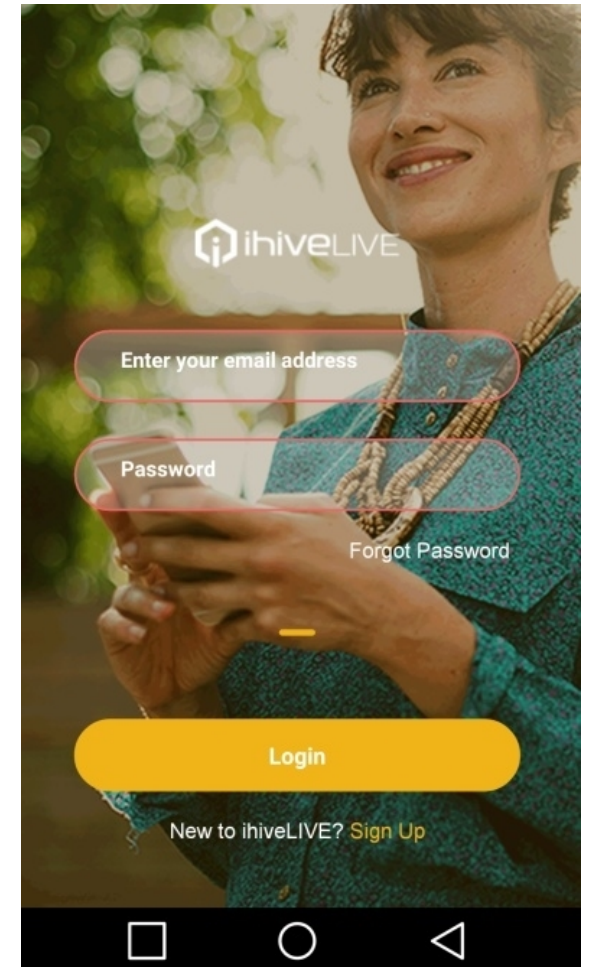 ihiveLIVE
Enter your email address
Password
Forgot Password
Login
New to ihiveLIVE? Sign Up